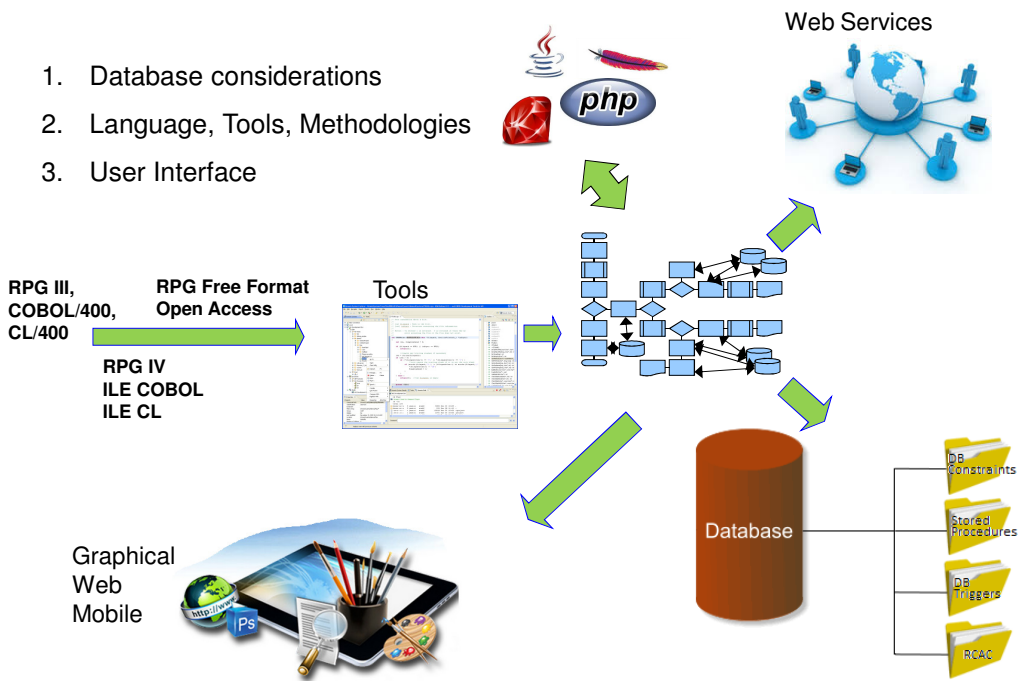 Web Services
1. Database considerations
2. Language, Tools, Methodologies
3. User Interface
php
RPG III,
COBOL/400,
CL/400
RPG Free Format
Open Access
RPG IV
ILE COBOL
ILE CL
Tools
Graphical
Web
Mobile
http://www
Ps
Database
DB
Constraints
Stored
Procedures
DB
Triggers
RCAC